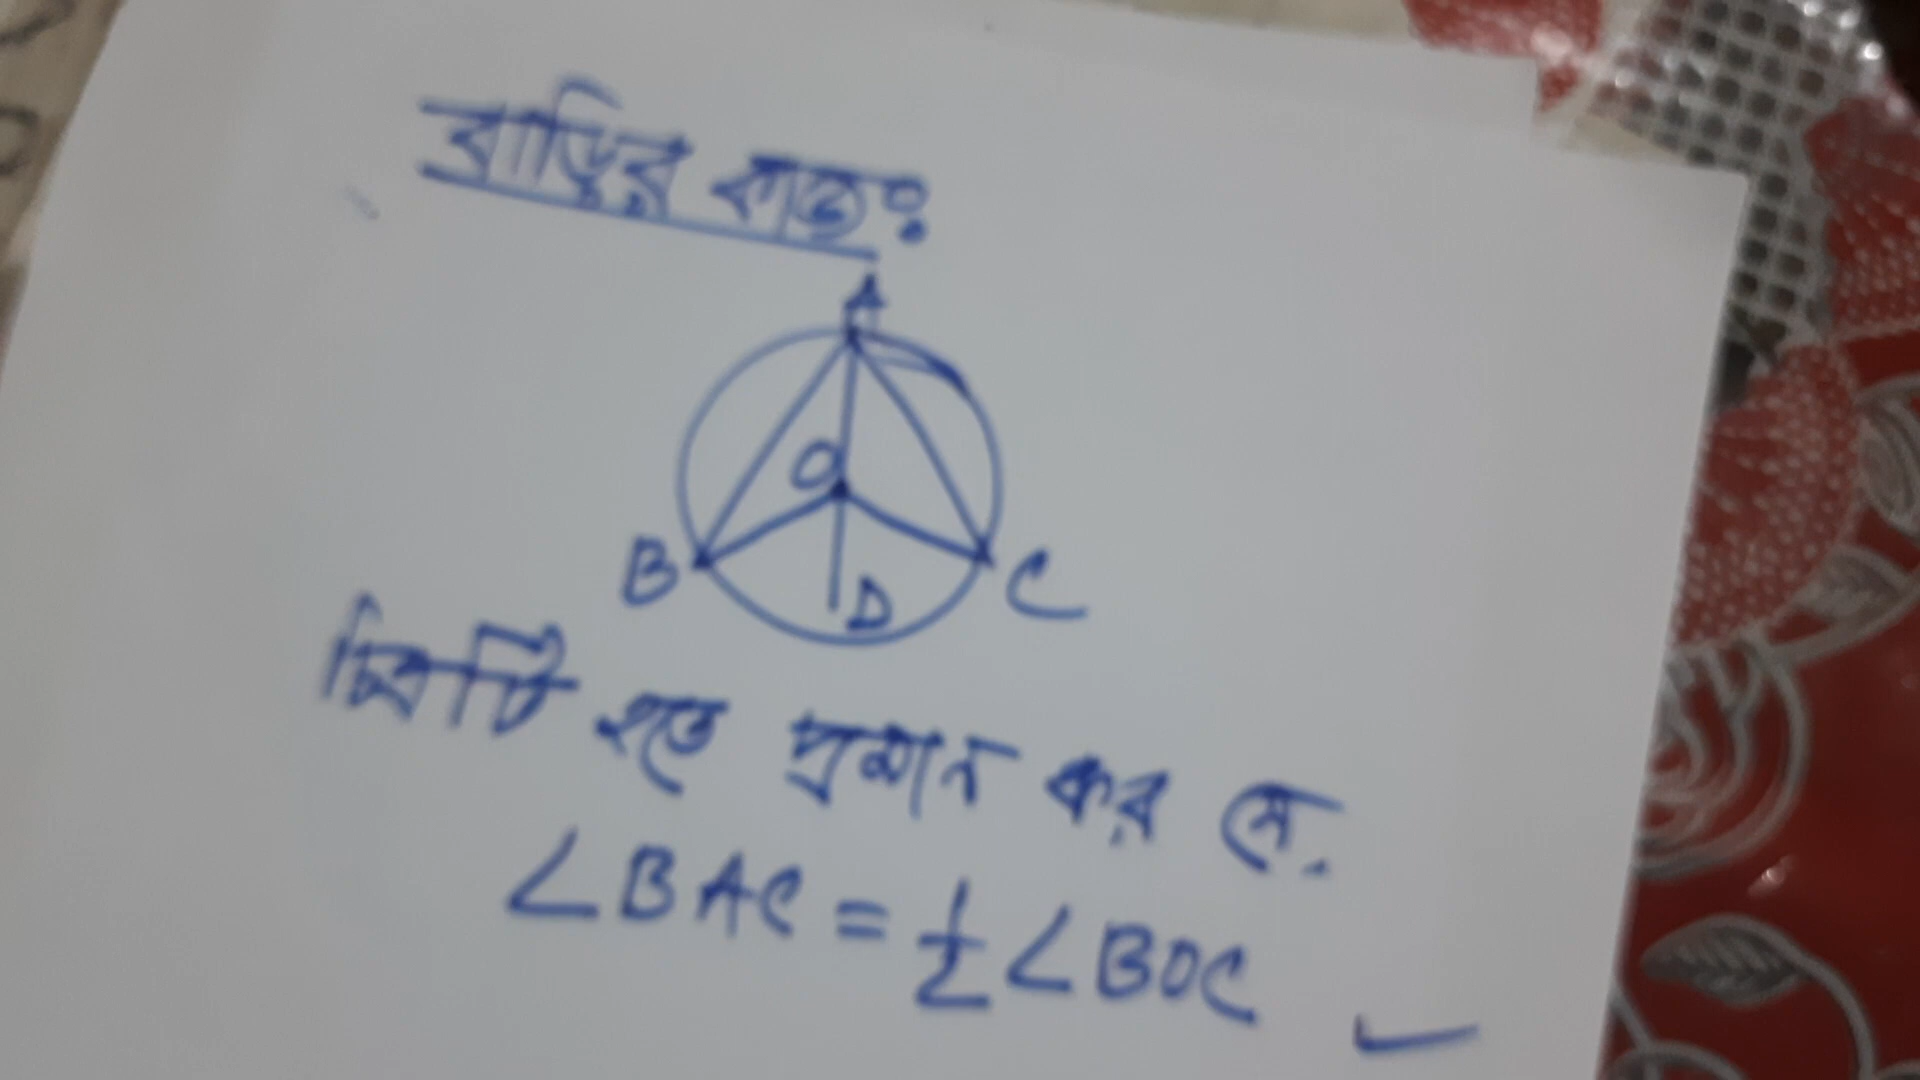 বাড়ির কাজঃ
A
O
B
C
D
চিত্রটি হতে প্রমান কর যে.
∠BAC = 1/2 ∠BOC